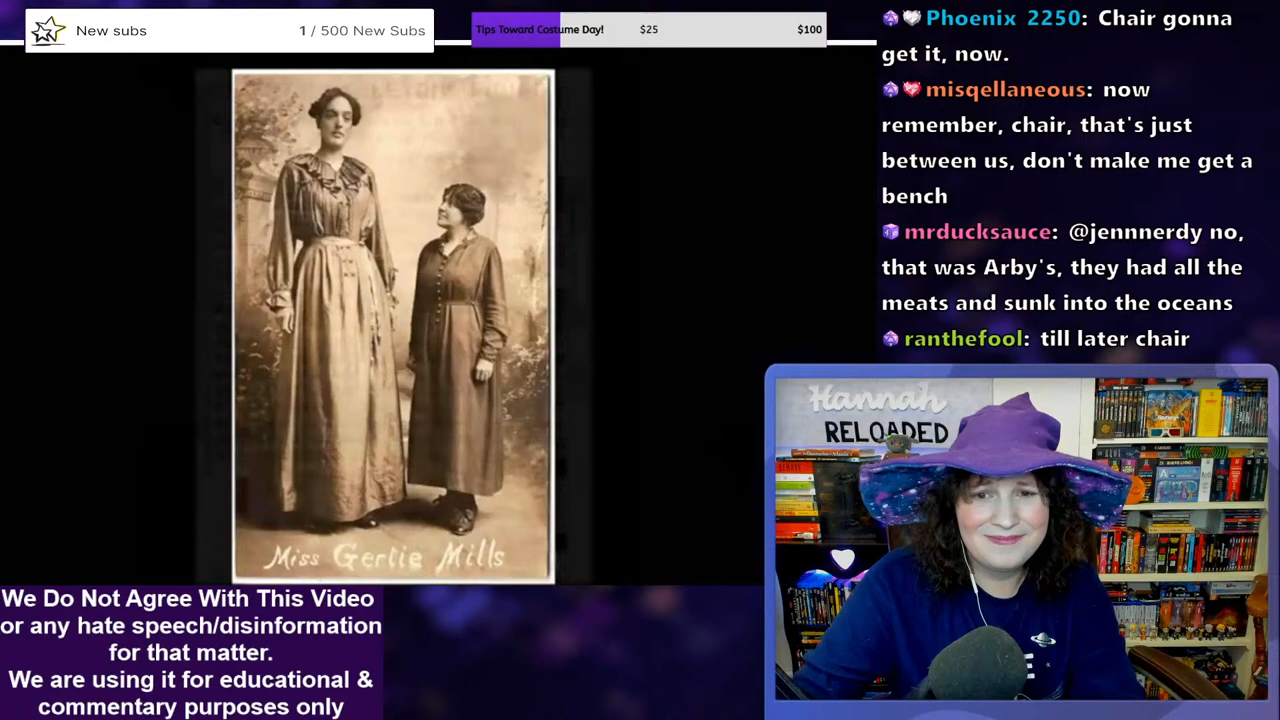 New subs
1 / 500 New Subs
Tips Toward Costume Day!
$25
$100
Phoenix 2250: Chair gonna
get it, now.
misqellaneous: now
remember, chair, that's just
between us, don't make me get a
bench
mrducksauce: @jennnerdy no,
that was Arby's, they had all the
meats and sunk into the oceans
ranthefool: till later chair
Miss Gertie Mills
Hannah
RELOADED
We Do Not Agree With This Video
or any hate speech/disinformation
for that matter.
We are using it for educational &
commentary purposes only